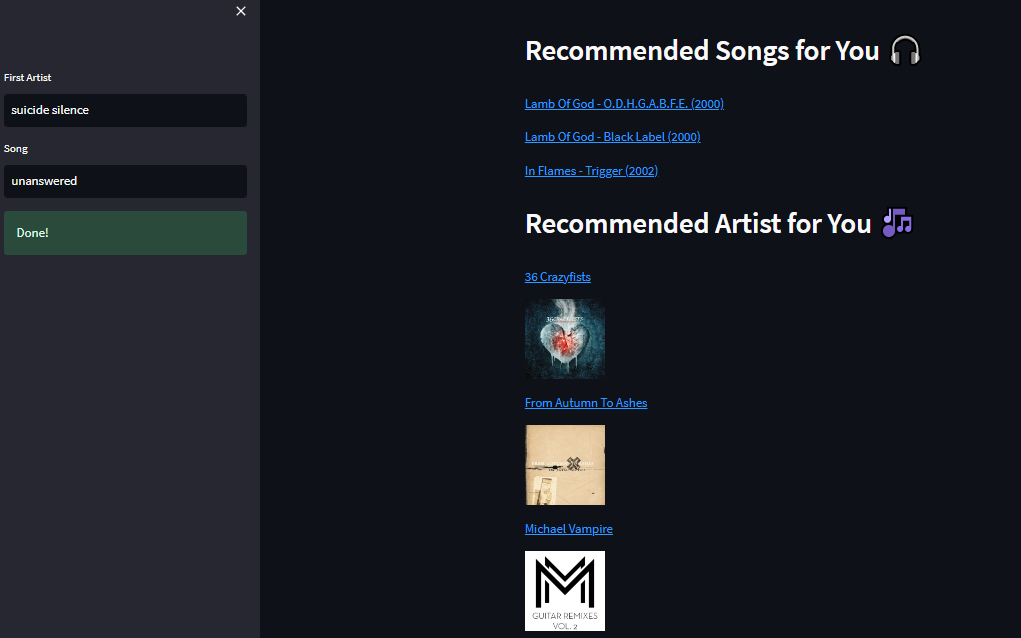 First Artist
suicide silence
Song
unanswered
Done!
Recommended Songs for You
Lamb Of God - O.D.H.G.A.B.F.E. (2000)
Lamb Of God - Black Label (2000)
In Flames - Trigger (2002)
Recommended Artist for You
36 Crazyfists
36CRAZYFISTS
From Autumn To Ashes
Michael Vampire
GUITAR REMIXES
VOL. 2